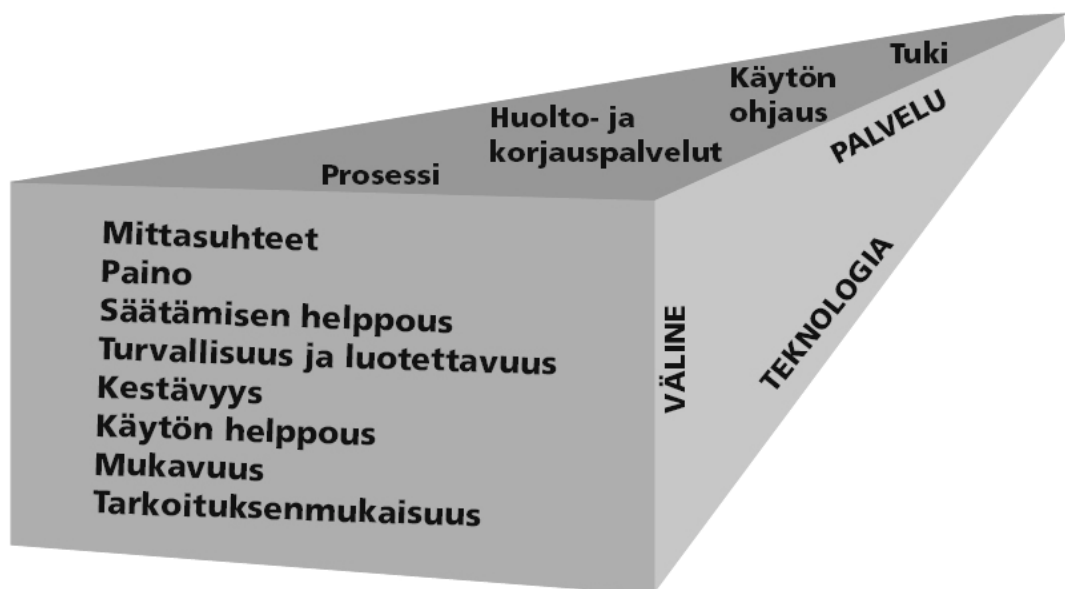 Tuki
Käytön
ohjaus
Huolto- ja
korjauspalvelut
Prosessi
PALVELU
Mittasuhteet
Paino
Säätämisen helppous
Turvallisuus ja luotettavuus
Kestävyys
Käytön helppous
Mukavuus
Tarkoituksenmukaisuus
VÄLINE
TEKNOLOGIA